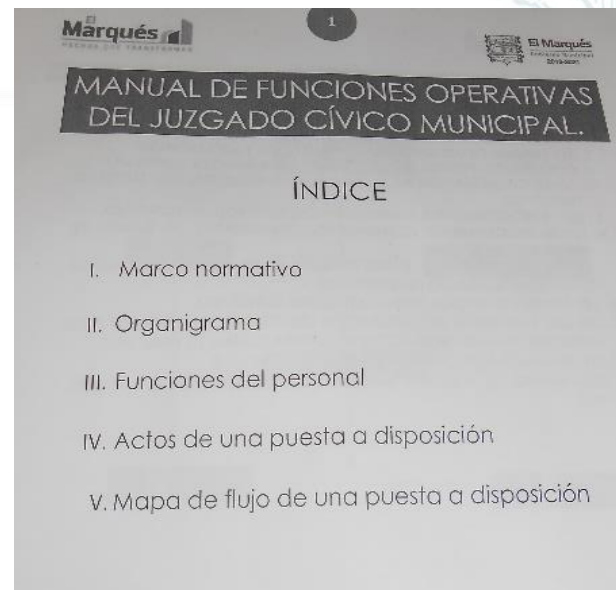 El
Marqués
1
El Marqués
MANUAL DE FUNCIONES OPERATIVAS
DEL JUZGADO CÍVICO MUNICIPAL.
ÍNDICE
I. Marco normativo
II. Organigrama
III. Funciones del personal
IV. Actos de una puesta a disposición
V. Mapa de flujo de una puesta a disposición